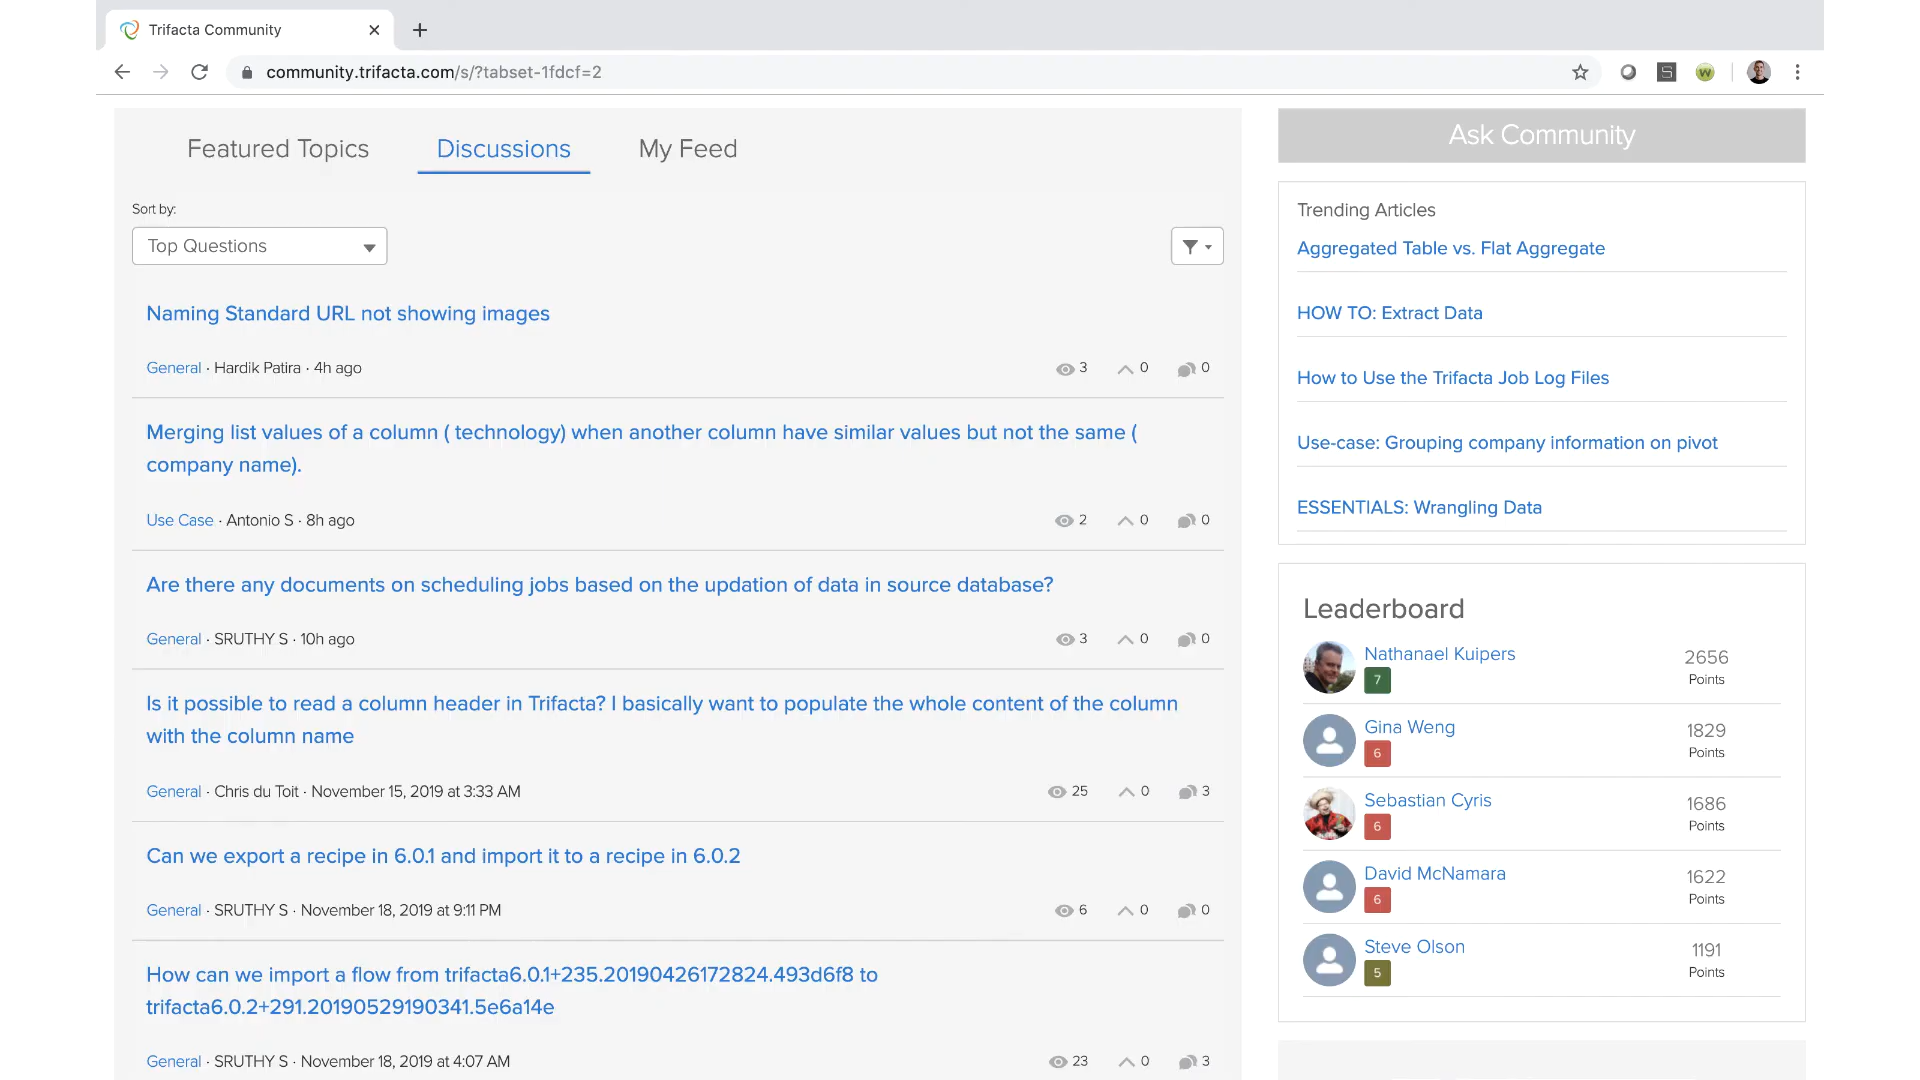 Trifacta Community
community.trifacta.com/s/?tabset-1fdcf=2
Featured Topics
Discussions
My Feed
Sort by:
Top Questions
Naming Standard URL not showing images
General · Hardik Patira · 4h ago
3
0
0
Merging list values of a column ( technology) when another column have similar values but not the same (
company name).
Use Case · Antonio S · 8h ago
2
0
0
Are there any documents on scheduling jobs based on the updation of data in source database?
General · SRUTHY S · 10h ago
3
0
0
Is it possible to read a column header in Trifacta? I basically want to populate the whole content of the column
with the column name
General · Chris du Toit · November 15, 2019 at 3:33 AM
25
0
3
Can we export a recipe in 6.0.1 and import it to a recipe in 6.0.2
General · SRUTHY S · November 18, 2019 at 9:11 PM
6
0
0
How can we import a flow from trifacta6.0.1+235.20190426172824.493d6f8 to
trifacta6.0.2+291.20190529190341.5e6a14e
General · SRUTHY S · November 18, 2019 at 4:07 AM
23
0
3
Ask Community
Trending Articles
Aggregated Table vs. Flat Aggregate
HOW TO: Extract Data
How to Use the Trifacta Job Log Files
Use-case: Grouping company information on pivot
ESSENTIALS: Wrangling Data
Leaderboard
Nathanael Kuipers
7
2656
Points
Gina Weng
6
1829
Points
Sebastian Cyris
6
1686
Points
David McNamara
6
1622
Points
Steve Olson
5
1191
Points